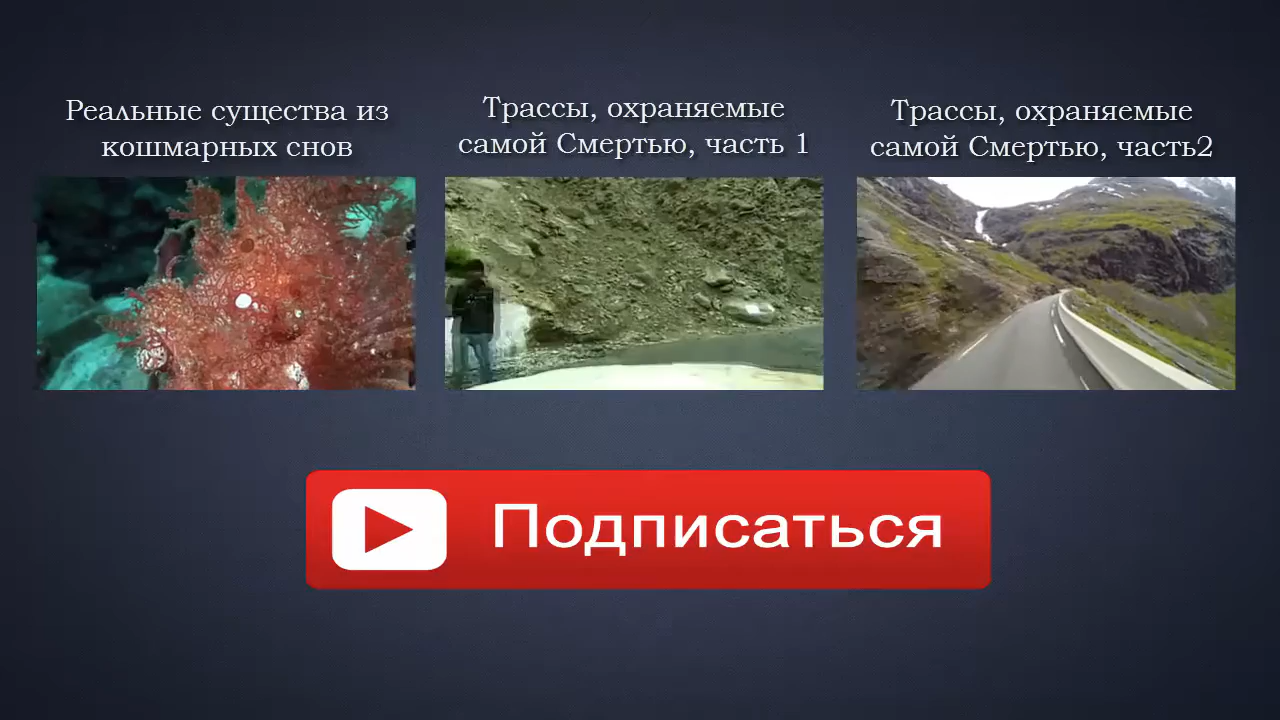 Реальные существа из
кошмарных снов
Трассы, охраняемые
самой Смертью, часть 1
Трассы, охраняемые
самой Смертью, часть2
Подписаться